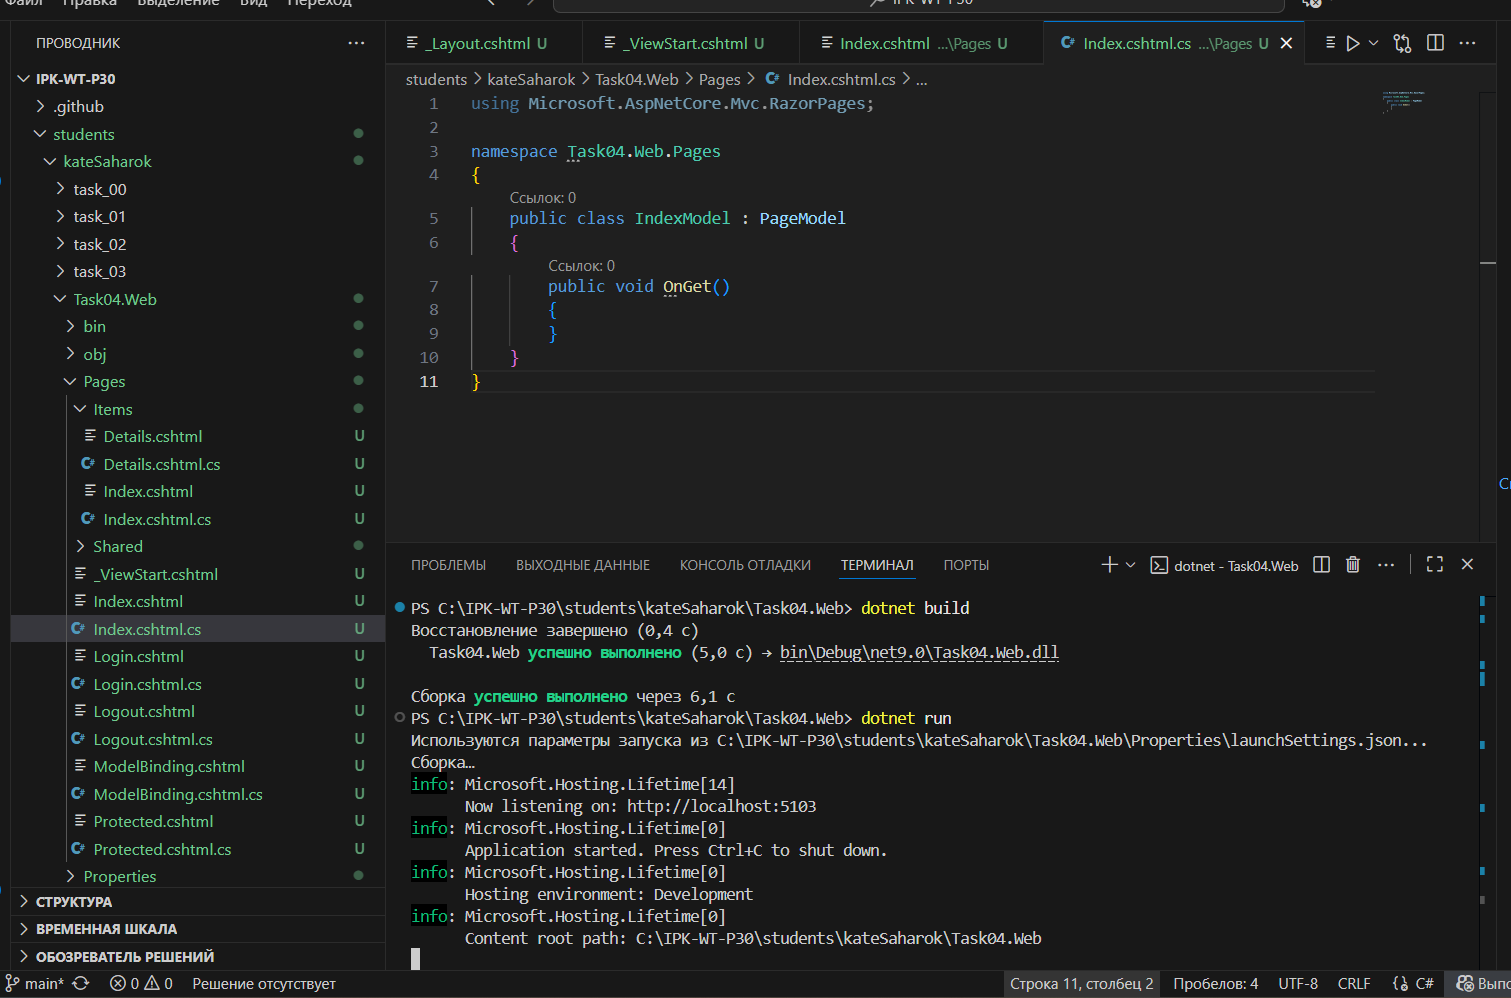 Файл Правка Выделение Вид Переход
IPK-WT-P30
ПРОВОДНИК
IPK-WT-P30
.github
students
kateSaharok
task_00
task_01
task_02
task_03
Task04.Web
bin
obj
Pages
Items
Details.cshtml U
Details.cshtml.cs U
Index.cshtml U
Index.cshtml.cs U
Shared
_ViewStart.cshtml U
Index.cshtml U
Index.cshtml.cs U
Login.cshtml U
Login.cshtml.cs U
Logout.cshtml U
Logout.cshtml.cs U
ModelBinding.cshtml U
ModelBinding.cshtml.cs U
Protected.cshtml U
Protected.cshtml.cs U
Properties
СТРУКТУРА
ВРЕМЕННАЯ ШКАЛА
ОБОЗРЕВАТЕЛЬ РЕШЕНИЙ
_Layout.cshtml U _ViewStart.cshtml U Index.cshtml ...\Pages U Index.cshtml.cs ...\Pages U
students > kateSaharok > Task04.Web > Pages > Index.cshtml.cs > ...
1 using Microsoft.AspNetCore.Mvc.RazorPages;
2
3 namespace Task04.Web.Pages
4 {
Ссылок: 0
5 public class IndexModel : PageModel
6 {
Ссылок: 0
7 public void OnGet()
8 {
9 }
10 }
11 }
ПРОБЛЕМЫ ВЫХОДНЫЕ ДАННЫЕ КОНСОЛЬ ОТЛАДКИ ТЕРМИНАЛ ПОРТЫ dotnet - Task04.Web
PS C:\IPK-WT-P30\students\kateSaharok\Task04.Web> dotnet build
Восстановление завершено (0,4 с)
Task04.Web успешно выполнено (5,0 с) → bin\Debug\net9.0\Task04.Web.dll
Сборка успешно выполнено через 6,1 с
PS C:\IPK-WT-P30\students\kateSaharok\Task04.Web> dotnet run
Используются параметры запуска из C:\IPK-WT-P30\students\kateSaharok\Task04.Web\Properties\launchSettings.json...
Сборка…
info: Microsoft.Hosting.Lifetime[14]
Now listening on: http://localhost:5103
info: Microsoft.Hosting.Lifetime[0]
Application started. Press Ctrl+C to shut down.
info: Microsoft.Hosting.Lifetime[0]
Hosting environment: Development
info: Microsoft.Hosting.Lifetime[0]
Content root path: C:\IPK-WT-P30\students\kateSaharok\Task04.Web
main* 0 0 Решение отсутствует Строка 11, столбец 2 Пробелов: 4 UTF-8 CRLF C#